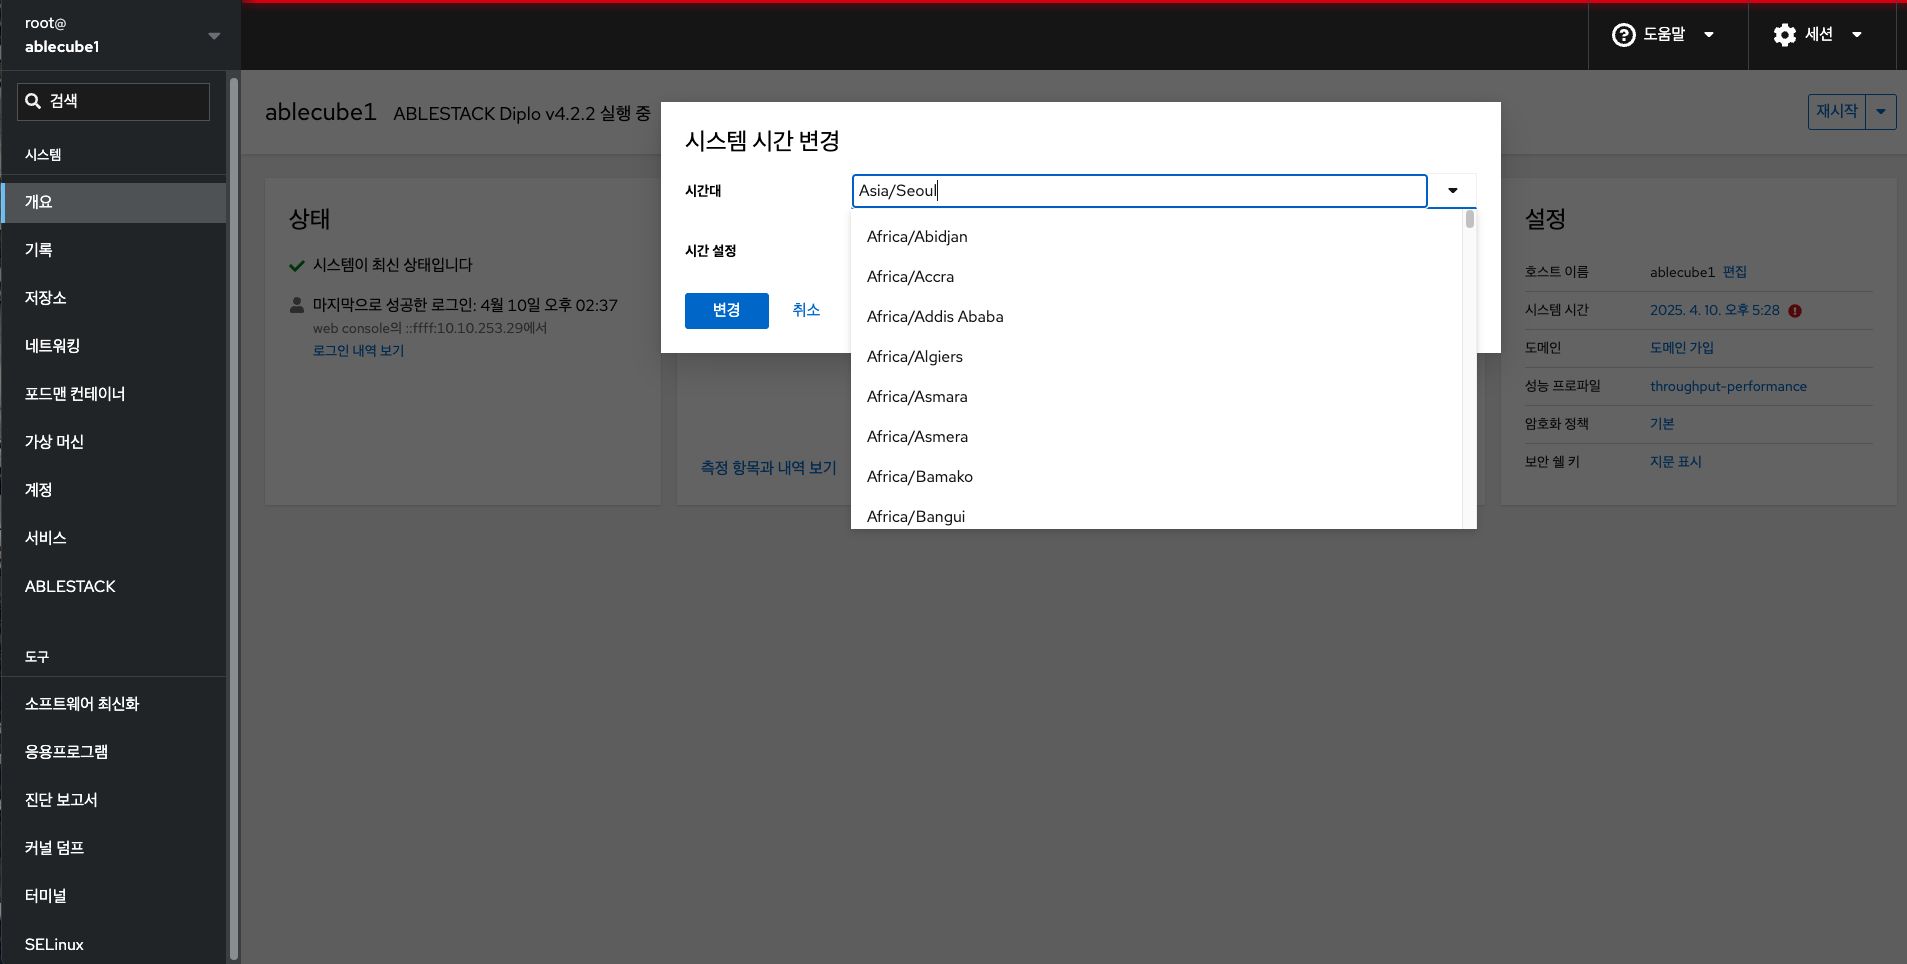 root@
ablecube1
도움말
세션
검색
시스템
개요
기록
저장소
네트워킹
포드맨 컨테이너
가상 머신
계정
서비스
ABLESTACK
도구
소프트웨어 최신화
응용프로그램
진단 보고서
커널 덤프
터미널
SELinux
ablecube1 ABLESTACK Diplo v4.2.2 실행 중
재시작
상태
시스템이 최신 상태입니다
마지막으로 성공한 로그인: 4월 10일 오후 02:37
web console의 ::ffff:10.10.253.29에서
로그인 내역 보기
측정 항목과 내역 보기
시스템 시간 변경
시간대
Asia/Seoul
시간 설정
변경
취소
Africa/Abidjan
Africa/Accra
Africa/Addis Ababa
Africa/Algiers
Africa/Asmara
Africa/Asmera
Africa/Bamako
Africa/Bangui
설정
호스트 이름 ablecube1 편집
시스템 시간 2025. 4. 10. 오후 5:28
도메인 도메인 가입
성능 프로파일 throughput-performance
암호화 정책 기본
보안 쉘 키 지문 표시